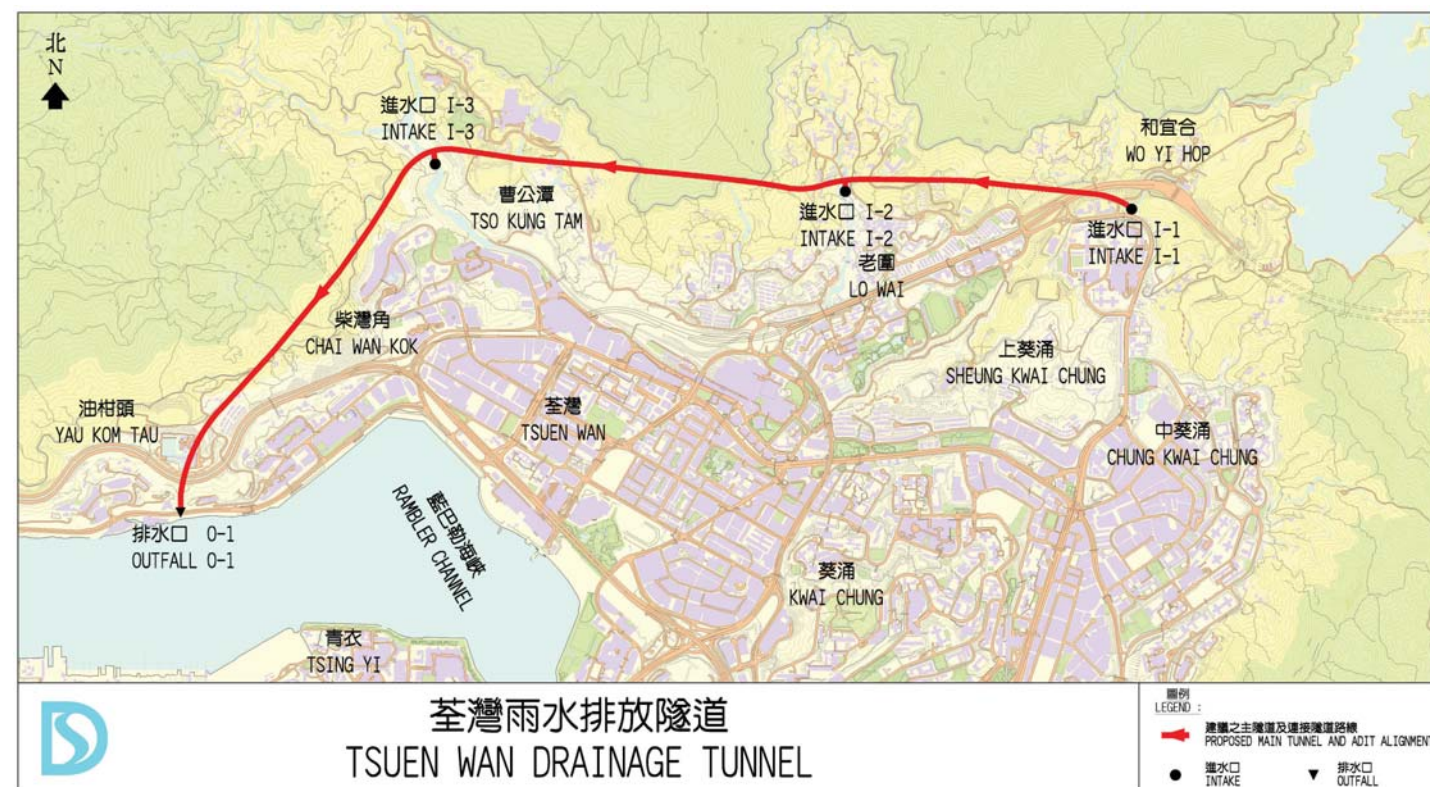 北
N
進水口 I-3
INTAKE I-3
和宜合
WO YI HOP
曹公潭
TSO KUNG TAM
進水口 I-2
INTAKE I-2
進水口 I-1
INTAKE I-1
老圍
LO WAI
柴灣角
CHAI WAN KOK
上葵涌
SHEUNG KWAI CHUNG
油柑頭
YAU KOM TAU
荃灣
TSUEN WAN
中葵涌
CHUNG KWAI CHUNG
藍巴勒海峽
RAMBLER CHANNEL
排水口 O-1
OUTFALL O-1
葵涌
KWAI CHUNG
青衣
TSING YI
荃灣雨水排放隧道
TSUEN WAN DRAINAGE TUNNEL
圖例
LEGEND :
建議之主隧道及連接隧道路線
PROPOSED MAIN TUNNEL AND ADIT ALIGNMENT
進水口
INTAKE
排水口
OUTFALL